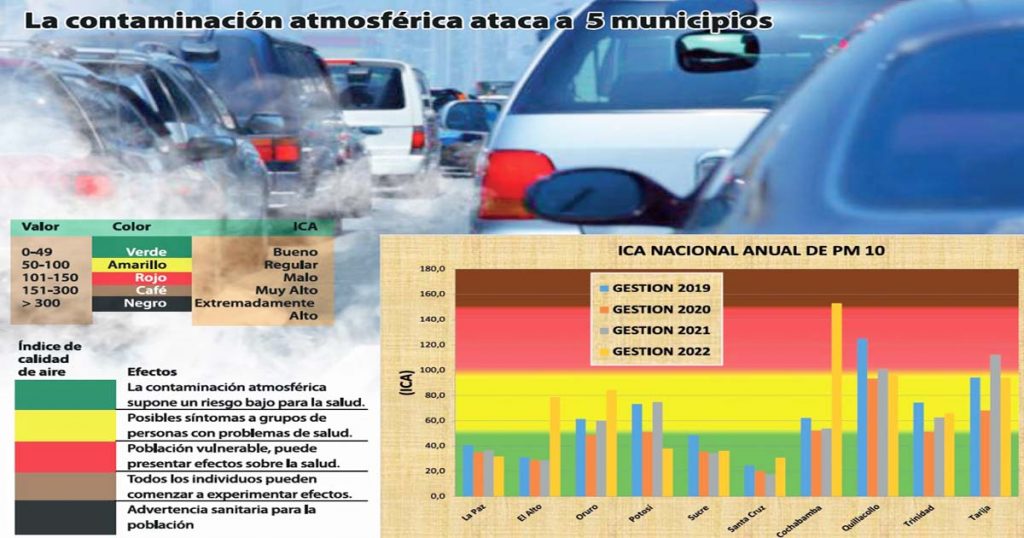 La contaminación atmosférica ataca a 5 municipios
Valor Color ICA
0-49 Verde Bueno
50-100 Amarillo Regular
101-150 Rojo Malo
151-300 Café Muy Alto
> 300 Negro Extremadamente
Alto
Índice de
calidad
de aire Efectos
La contaminación atmosférica
supone un riesgo bajo para la salud.
Posibles síntomas a grupos de
personas con problemas de salud.
Población vulnerable, puede
presentar efectos sobre la salud.
Todos los individuos pueden
comenzar a experimentar efectos.
Advertencia sanitaria para la
población
ICA NACIONAL ANUAL DE PM 10
180,0
160,0
140,0
120,0
100,0
80,0
60,0
40,0
20,0
0,0
(ICA)
GESTION 2019
GESTION 2020
GESTION 2021
GESTION 2022
La Paz
El Alto
Oruro
Potosí
Sucre
Santa Cruz
Cochabamba
Quillacollo
Trinidad
Tarija